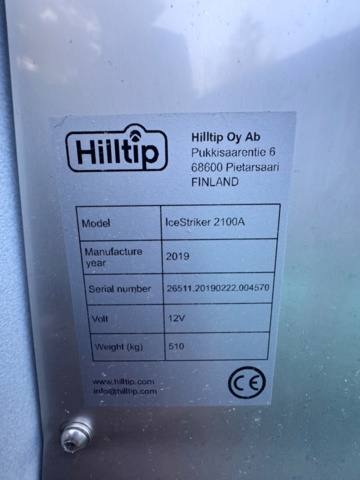 Hilltip
Hilltip Oy Ab
Pukkisaarentie 6
68600 Pietarsaari
FINLAND
Model IceStriker 2100A
Manufacture year 2019
Serial number 26511.20190222.004570
Volt 12V
Weight (kg) 510
www.hilltip.com
info@hilltip.com
CE